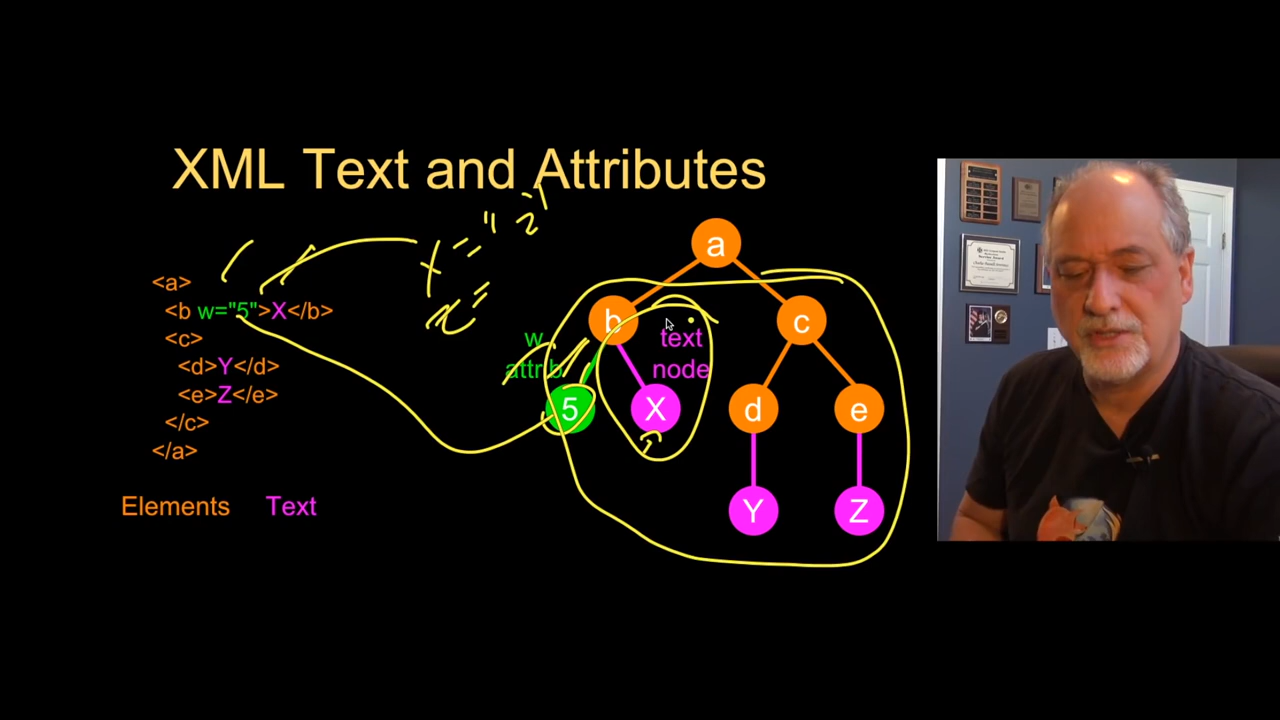 XML Text and Attributes
<a>
<b w="5">X</b>
<c>
<d>Y</d>
<e>Z</e>
</c>
</a>
Elements Text
a
b c
w
attrib
text
node
5 X d e
Y Z